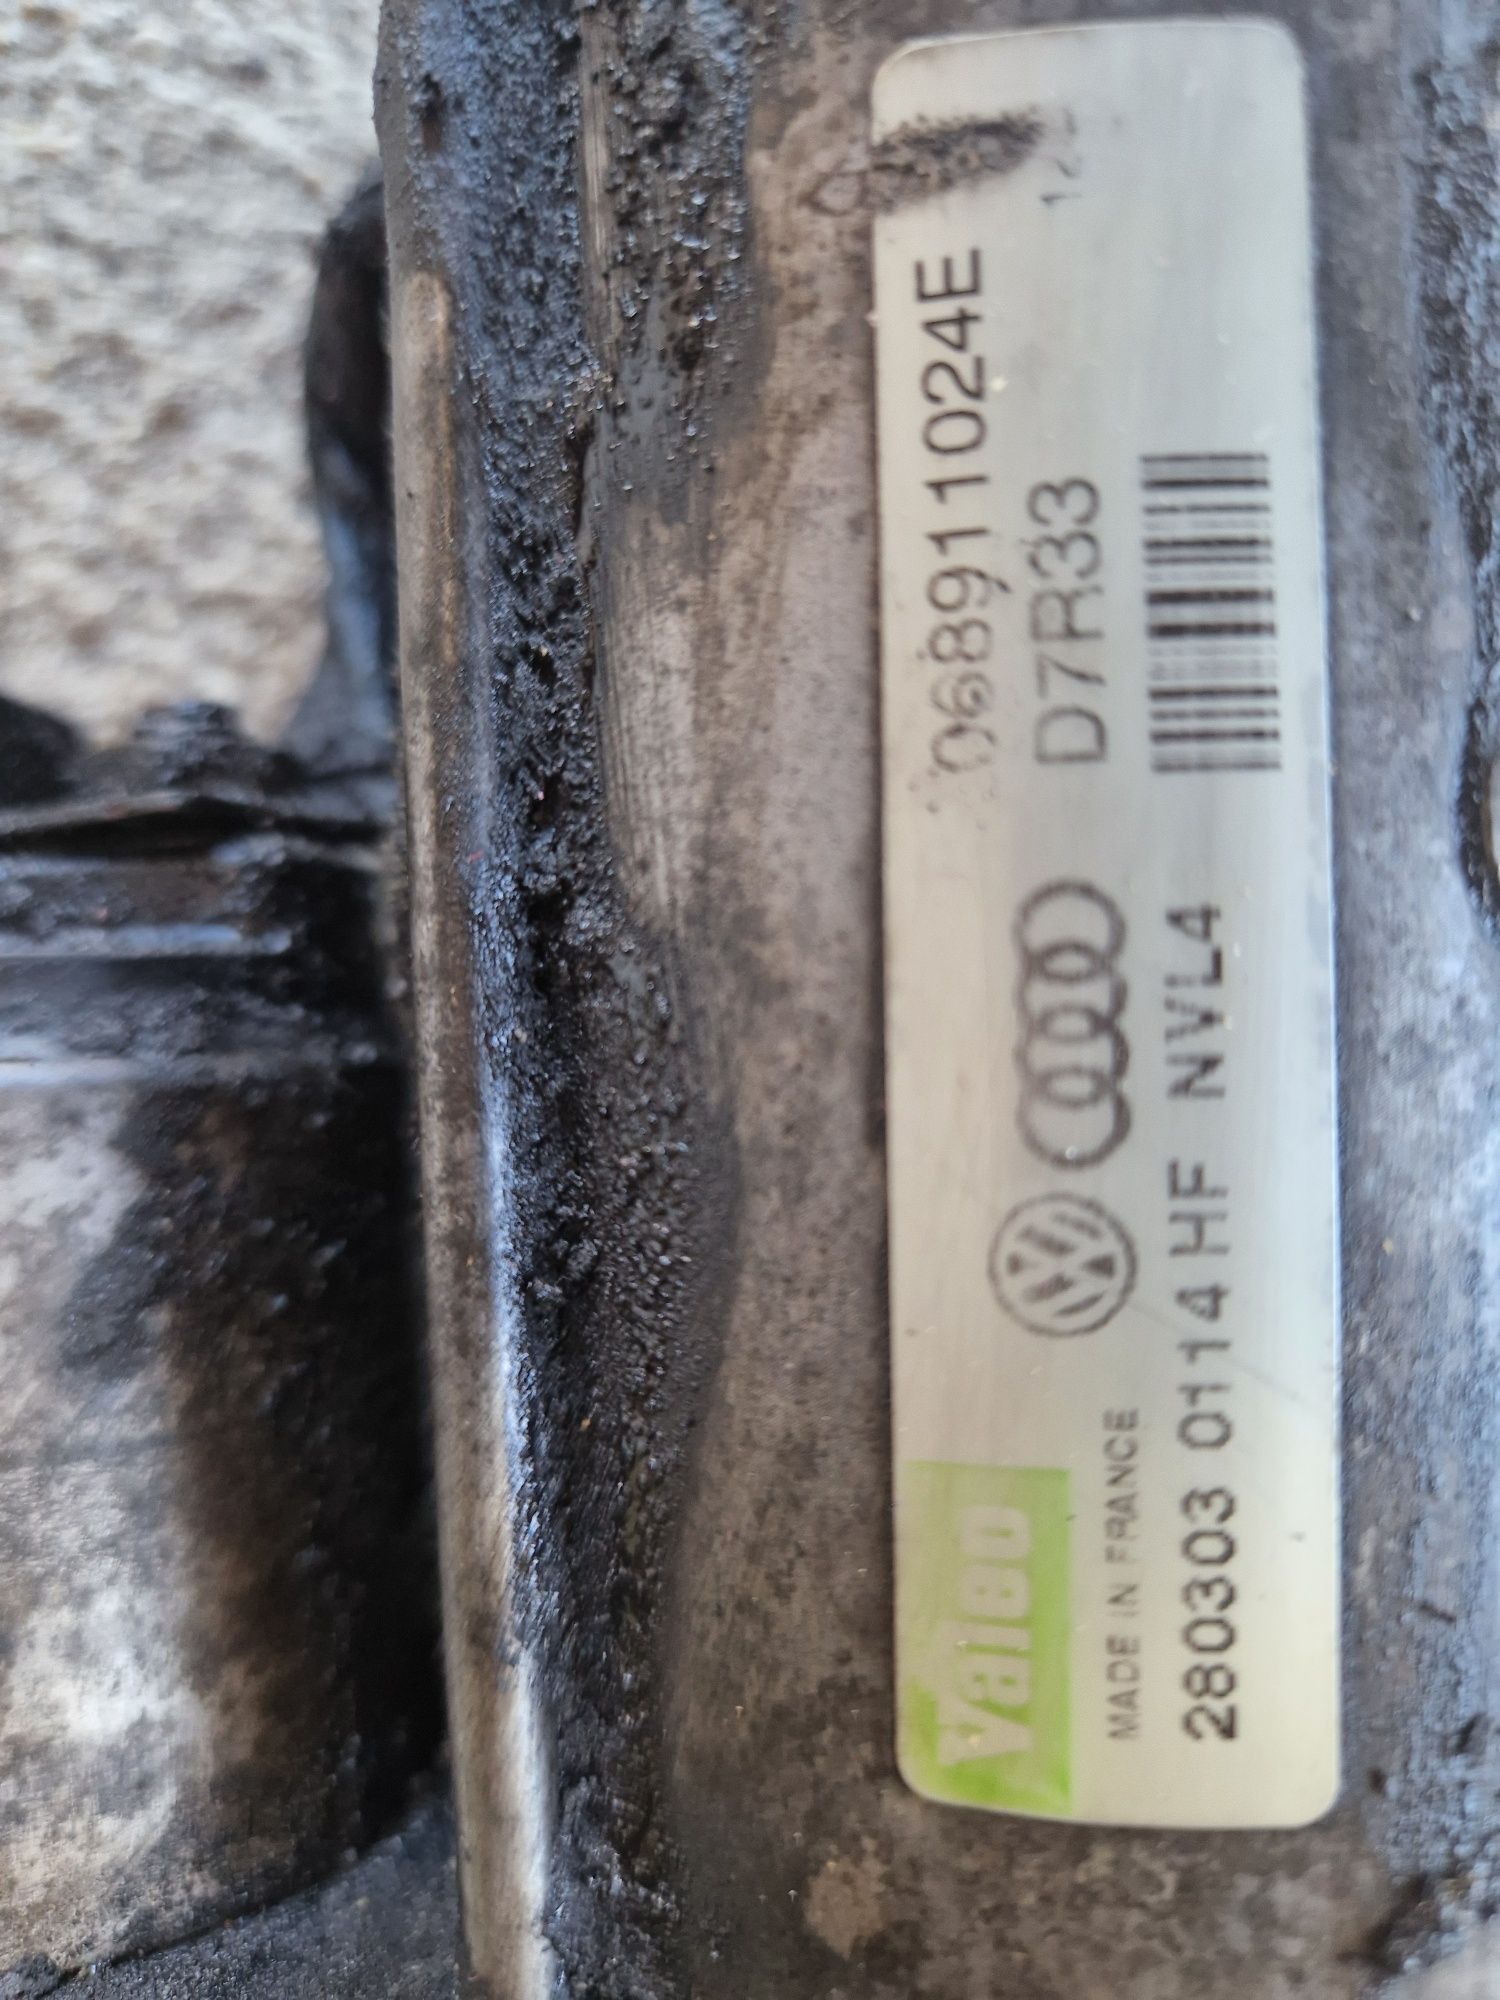 068911024E
D7R33
Valeo
MADE IN FRANCE
280303 0114 HF NVL4